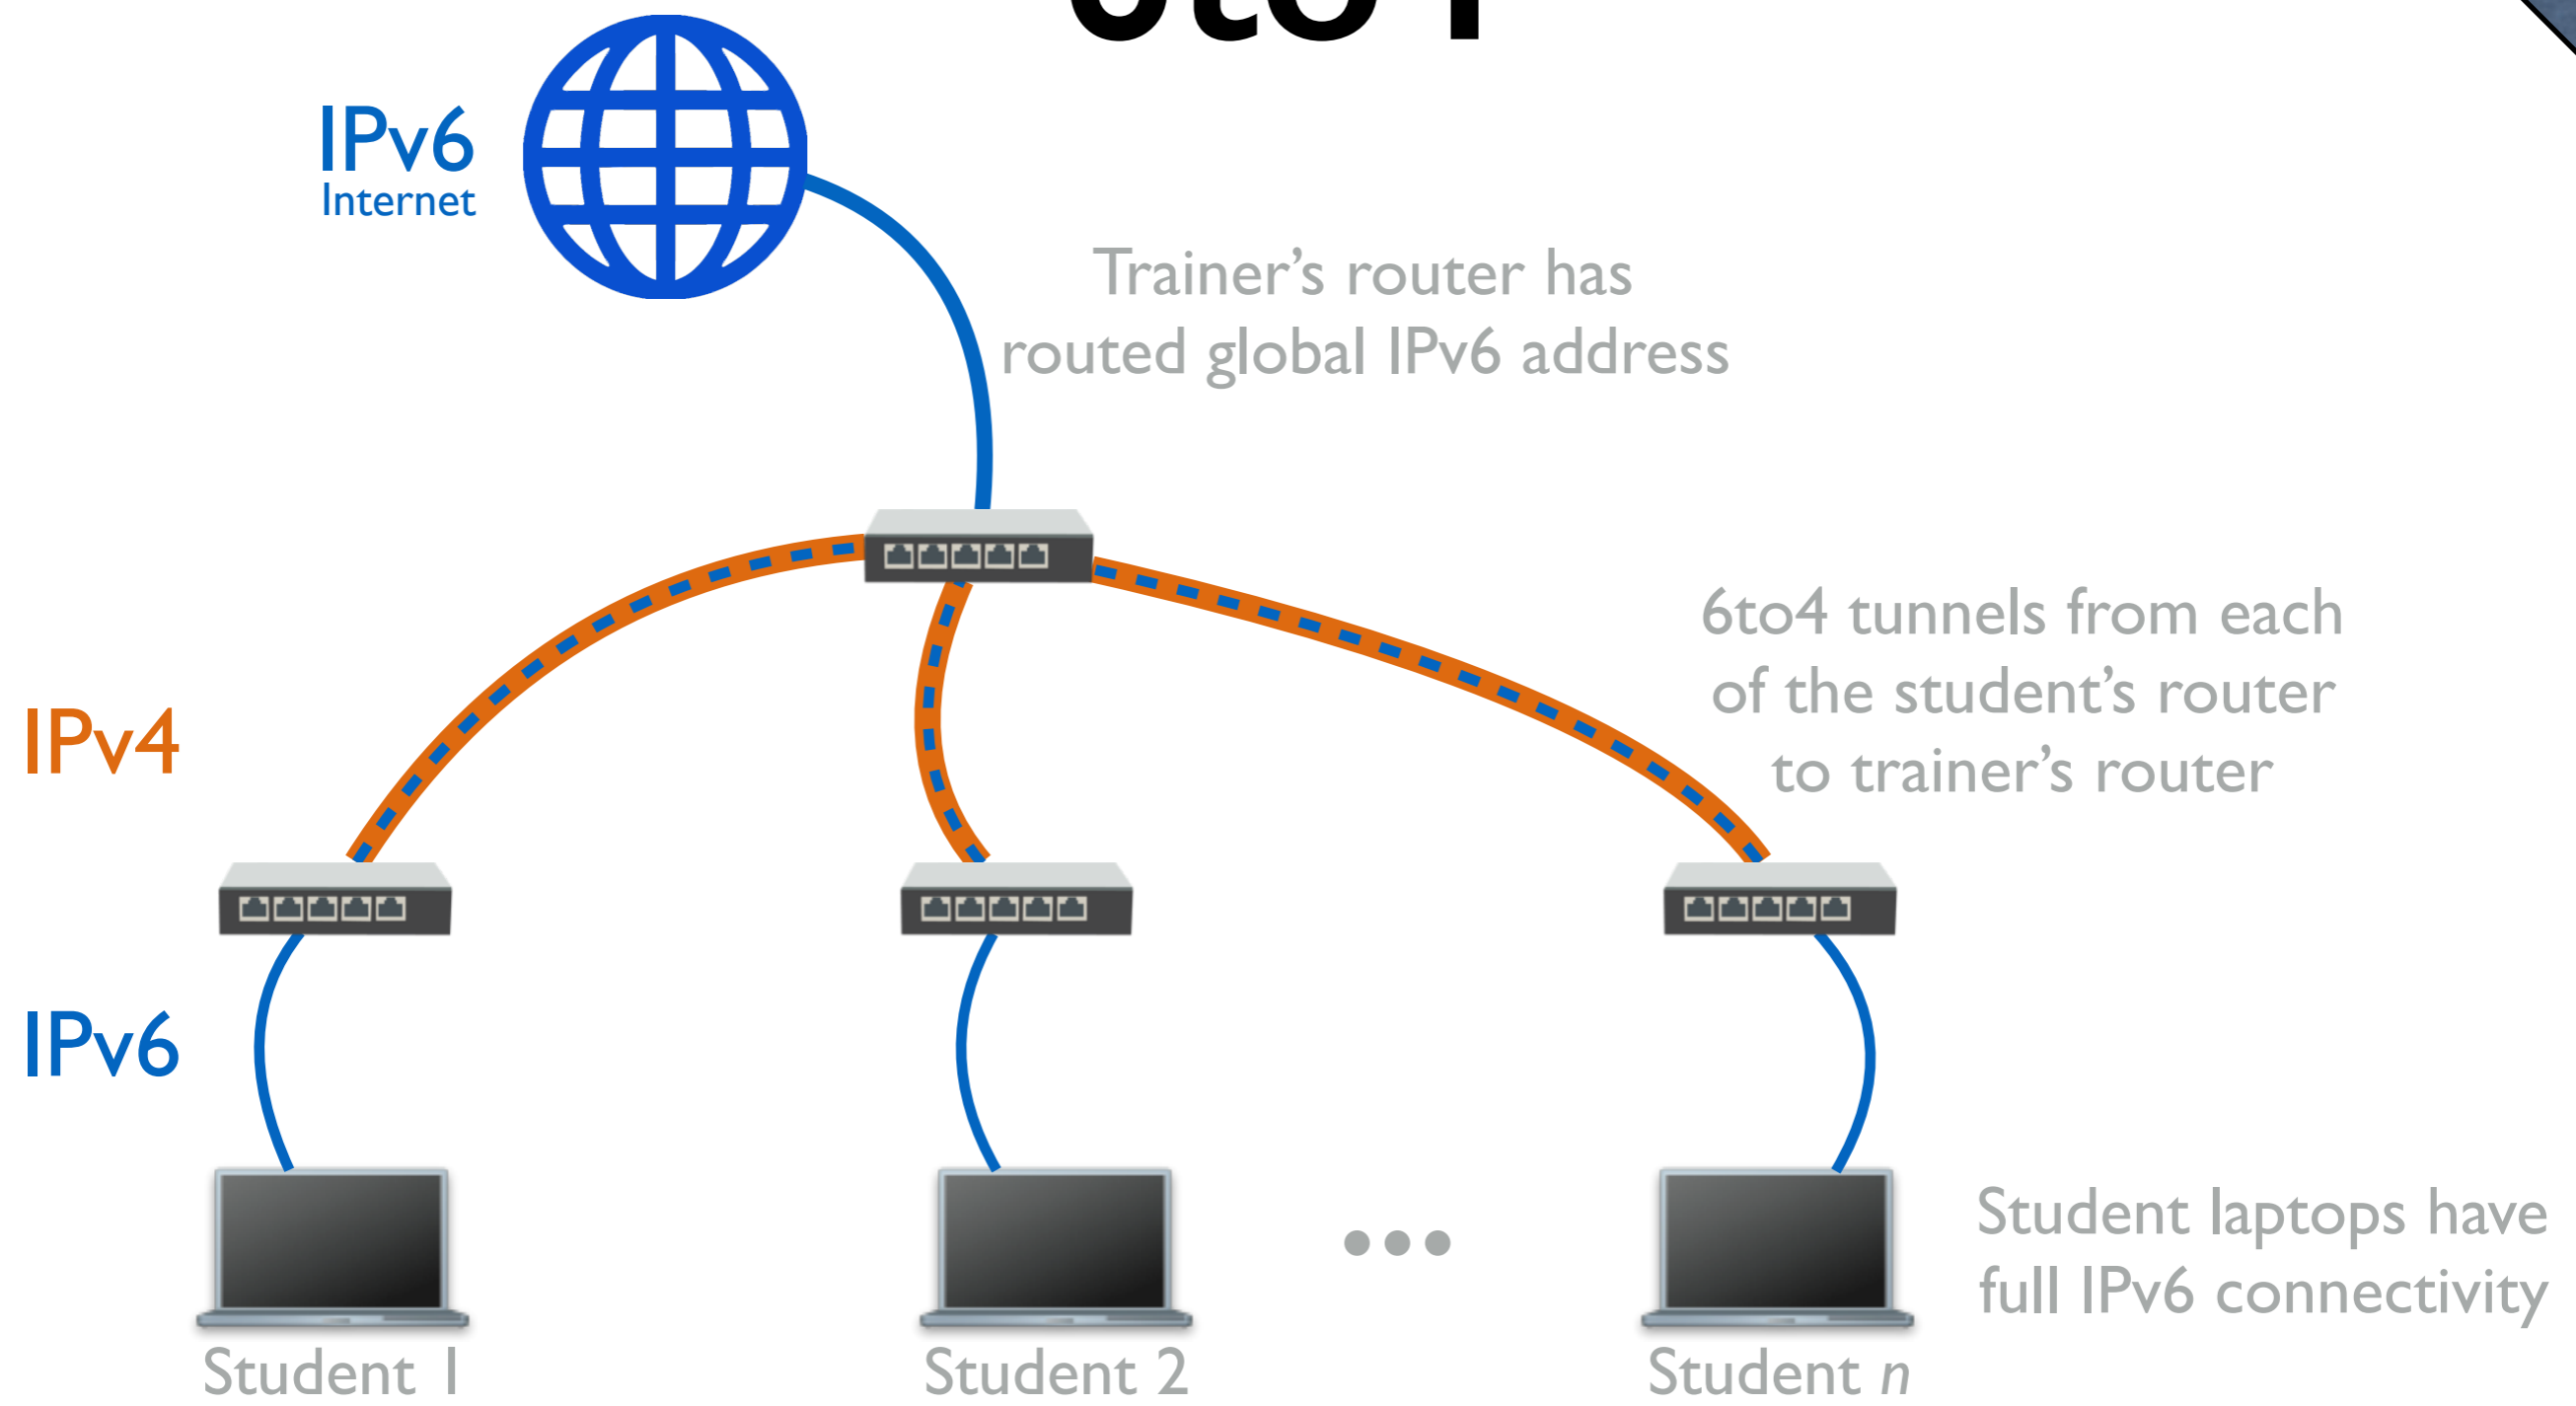 6to4
IPv6
Internet
Trainer’s router has
routed global IPv6 address
6to4 tunnels from each
of the student’s router
to trainer’s router
IPv4
IPv6
Student laptops have
full IPv6 connectivity
Student 1
Student 2
Student n